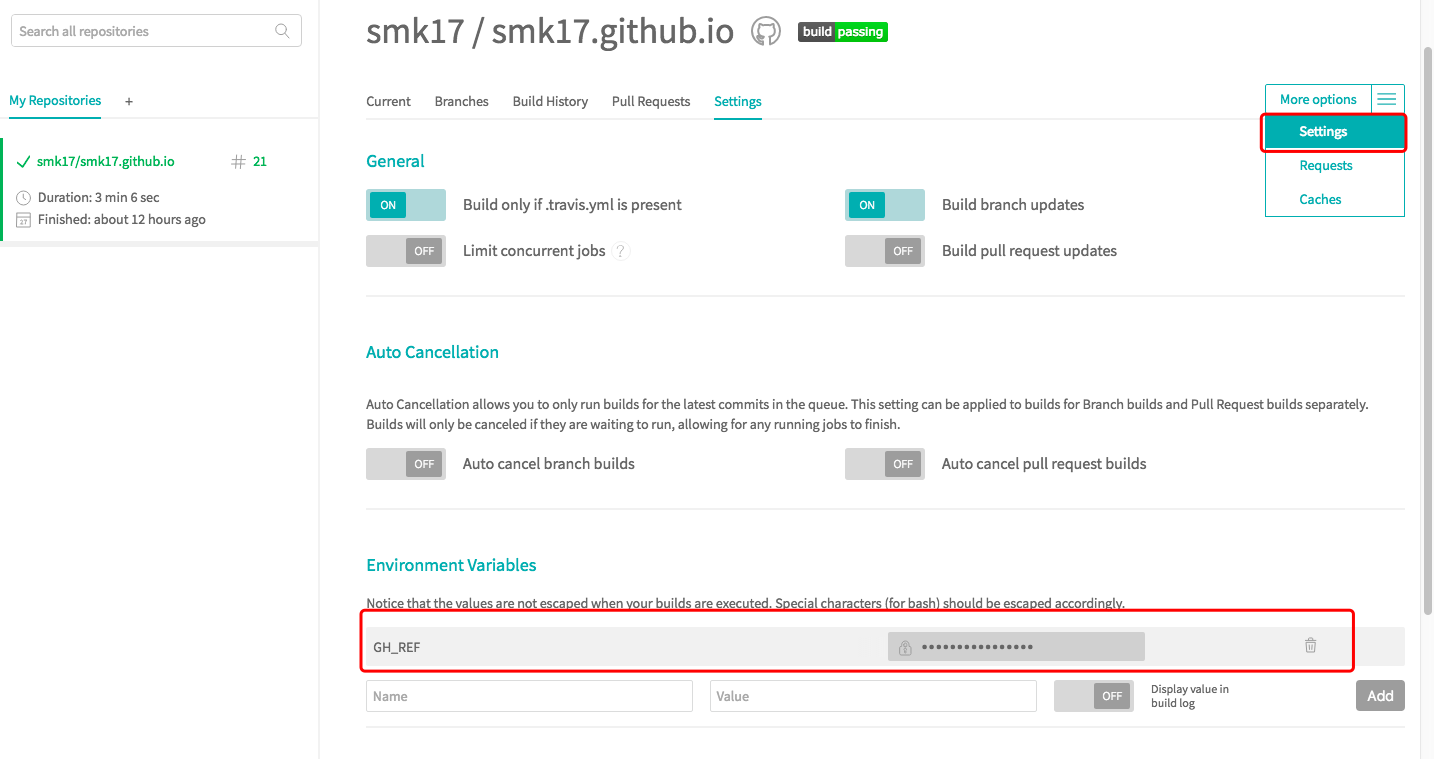 Search all repositories
My Repositories +
smk17/smk17.github.io # 21
Duration: 3 min 6 sec
27 Finished: about 12 hours ago
smk17 / smk17.github.io build passing
Current Branches Build History Pull Requests Settings
More options
Settings
Requests
Caches
General
ON Build only if .travis.yml is present
ON Build branch updates
OFF Limit concurrent jobs ?
OFF Build pull request updates
Auto Cancellation
Auto Cancellation allows you to only run builds for the latest commits in the queue. This setting can be applied to builds for Branch builds and Pull Request builds separately.
Builds will only be canceled if they are waiting to run, allowing for any running jobs to finish.
OFF Auto cancel branch builds
OFF Auto cancel pull request builds
Environment Variables
Notice that the values are not escaped when your builds are executed. Special characters (for bash) should be escaped accordingly.
GH_REF ••••••••••••••••
Name Value OFF Display value in
build log
Add